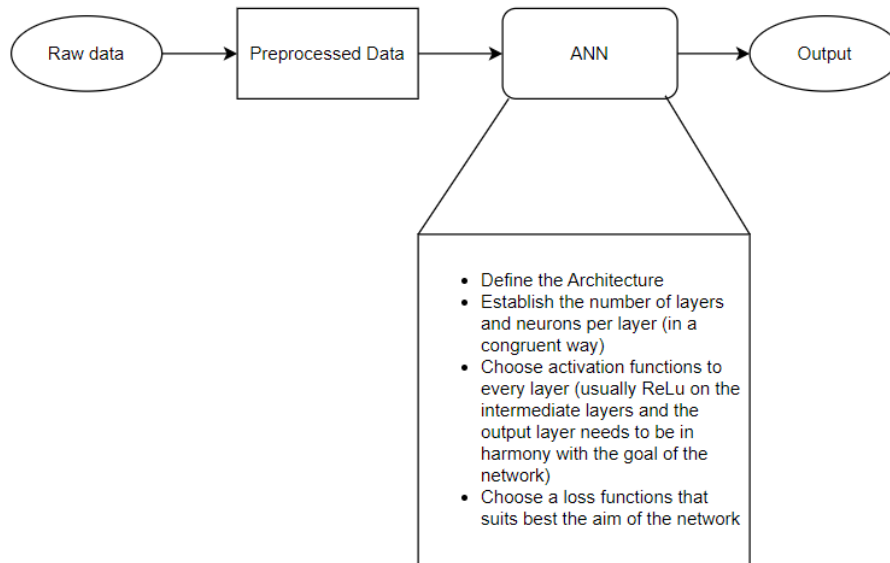 Raw data
Preprocessed Data
ANN
Output
• Define the Architecture
• Establish the number of layers
and neurons per layer (in a
congruent way)
• Choose activation functions to
every layer (usually ReLu on the
intermediate layers and the
output layer needs to be in
harmony with the goal of the
network)
• Choose a loss functions that
suits best the aim of the network